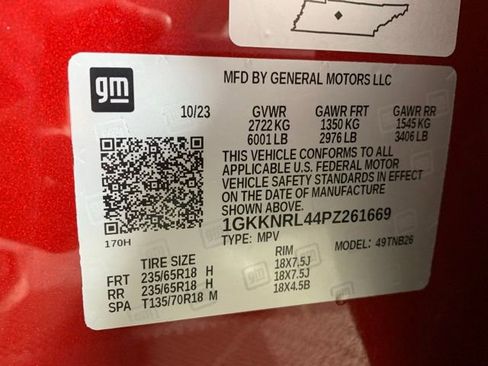 gm
MFD BY GENERAL MOTORS LLC
10/23 GVWR GAWR FRT GAWR RR
2722 KG 1350 KG 1545 KG
6001 LB 2976 LB 3406 LB
THIS VEHICLE CONFORMS TO ALL
APPLICABLE U.S. FEDERAL MOTOR
VEHICLE SAFETY STANDARDS IN EFFECT ON
THE DATE OF MANUFACTURE
SHOWN ABOVE.
1GKKNRL44PZ261669
170H
TYPE: MPV MODEL: 49TNB26
TIRE SIZE RIM
FRT 235/65R18 H 18X7.5J
RR 235/65R18 H 18X7.5J
SPA T135/70R18 M 18X4.5B